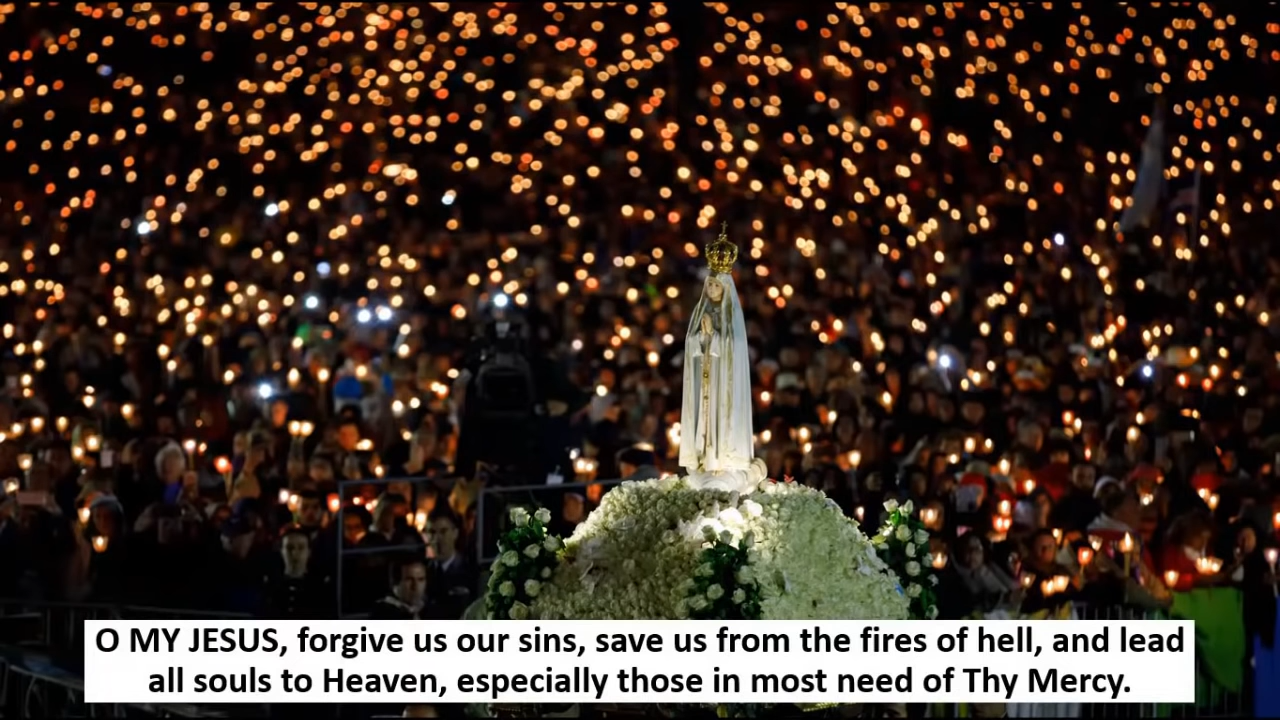 O MY JESUS, forgive us our sins, save us from the fires of hell, and lead
all souls to Heaven, especially those in most need of Thy Mercy.